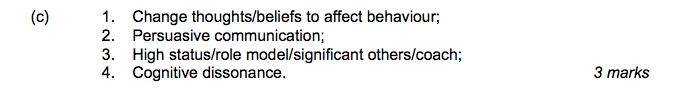 (c) 1. Change thoughts/beliefs to affect behaviour;
2. Persuasive communication;
3. High status/role model/significant others/coach;
4. Cognitive dissonance. 3 marks